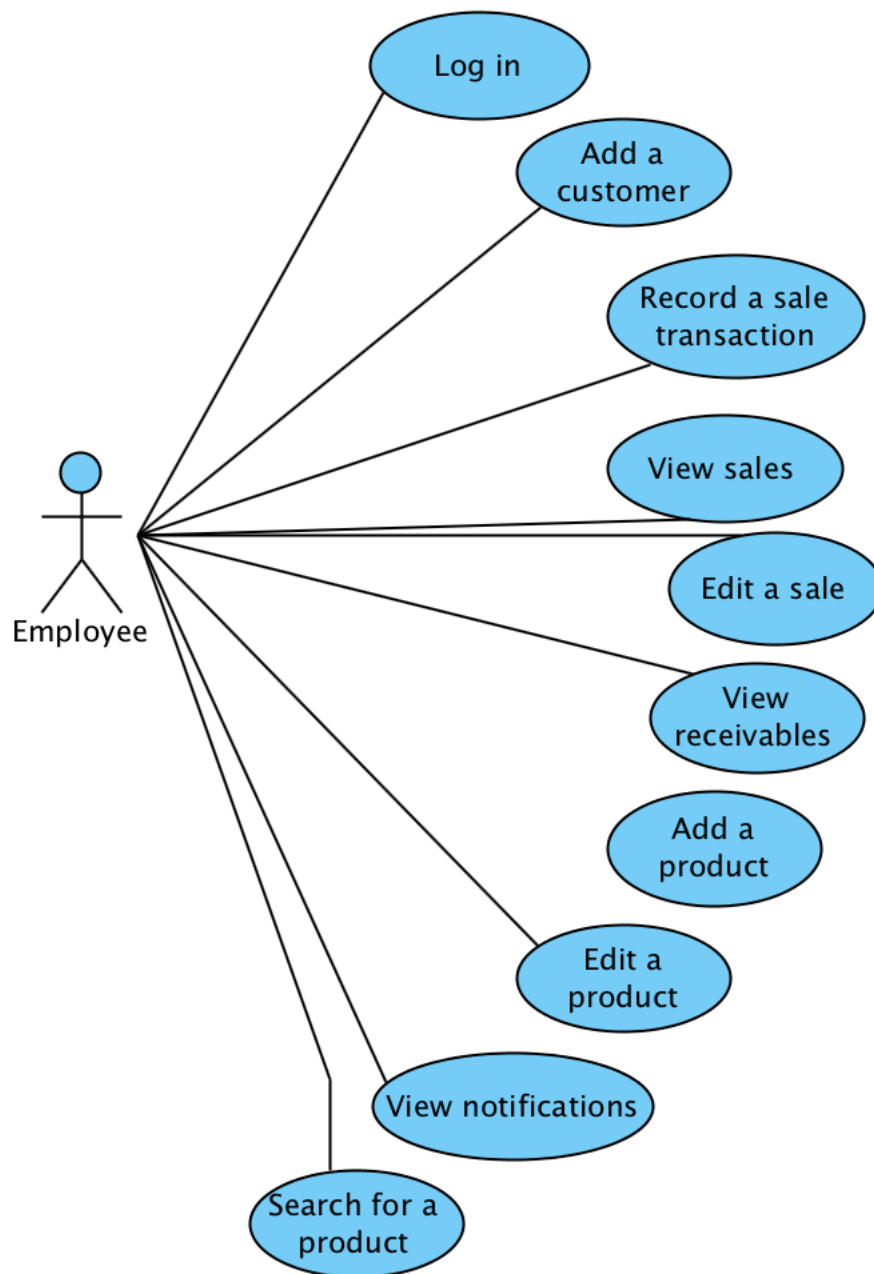 Log in
Add a
customer
Record a sale
transaction
View sales
Edit a sale
Employee
View
receivables
Add a
product
Edit a
product
View notifications
Search for a
product